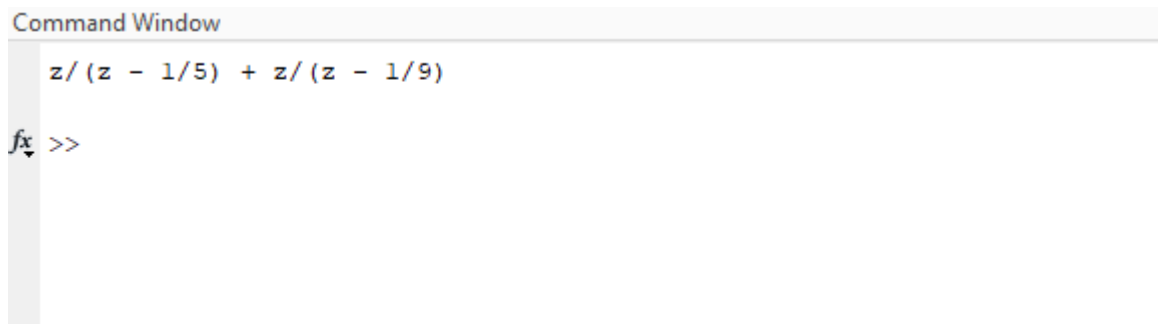 Command Window
z/(z - 1/5) + z/(z - 1/9)
fx >>